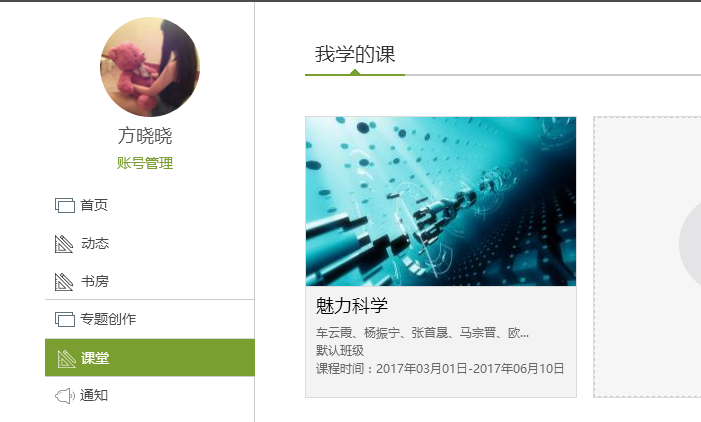 方晓晓
账号管理
首页
动态
书房
专题创作
课堂
通知
我学的课
魅力科学
车云霞、杨振宁、张首晟、马宗晋、欧...
默认班级
课程时间：2017年03月01日-2017年06月10日